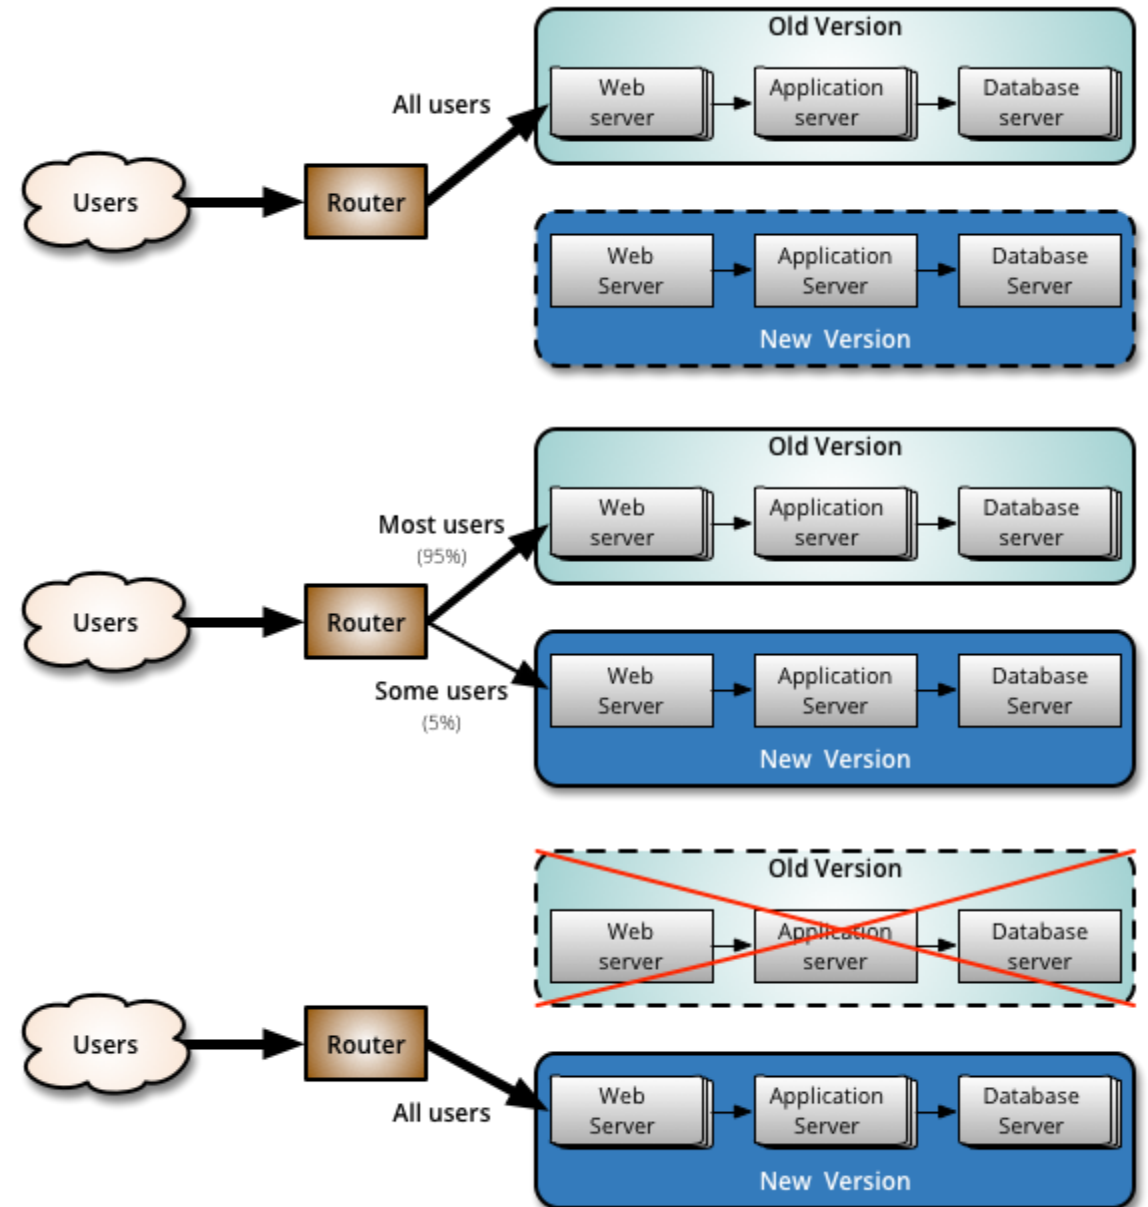 Old Version
Web
server
Application
server
Database
server
All users
Users
Router
Web
Server
Application
Server
Database
Server
New Version
Old Version
Web
server
Application
server
Database
server
Most users
(95%)
Users
Router
Some users
(5%)
Web
Server
Application
Server
Database
Server
New Version
Old Version
Web
server
Application
server
Database
server
Users
Router
All users
Web
Server
Application
Server
Database
Server
New Version